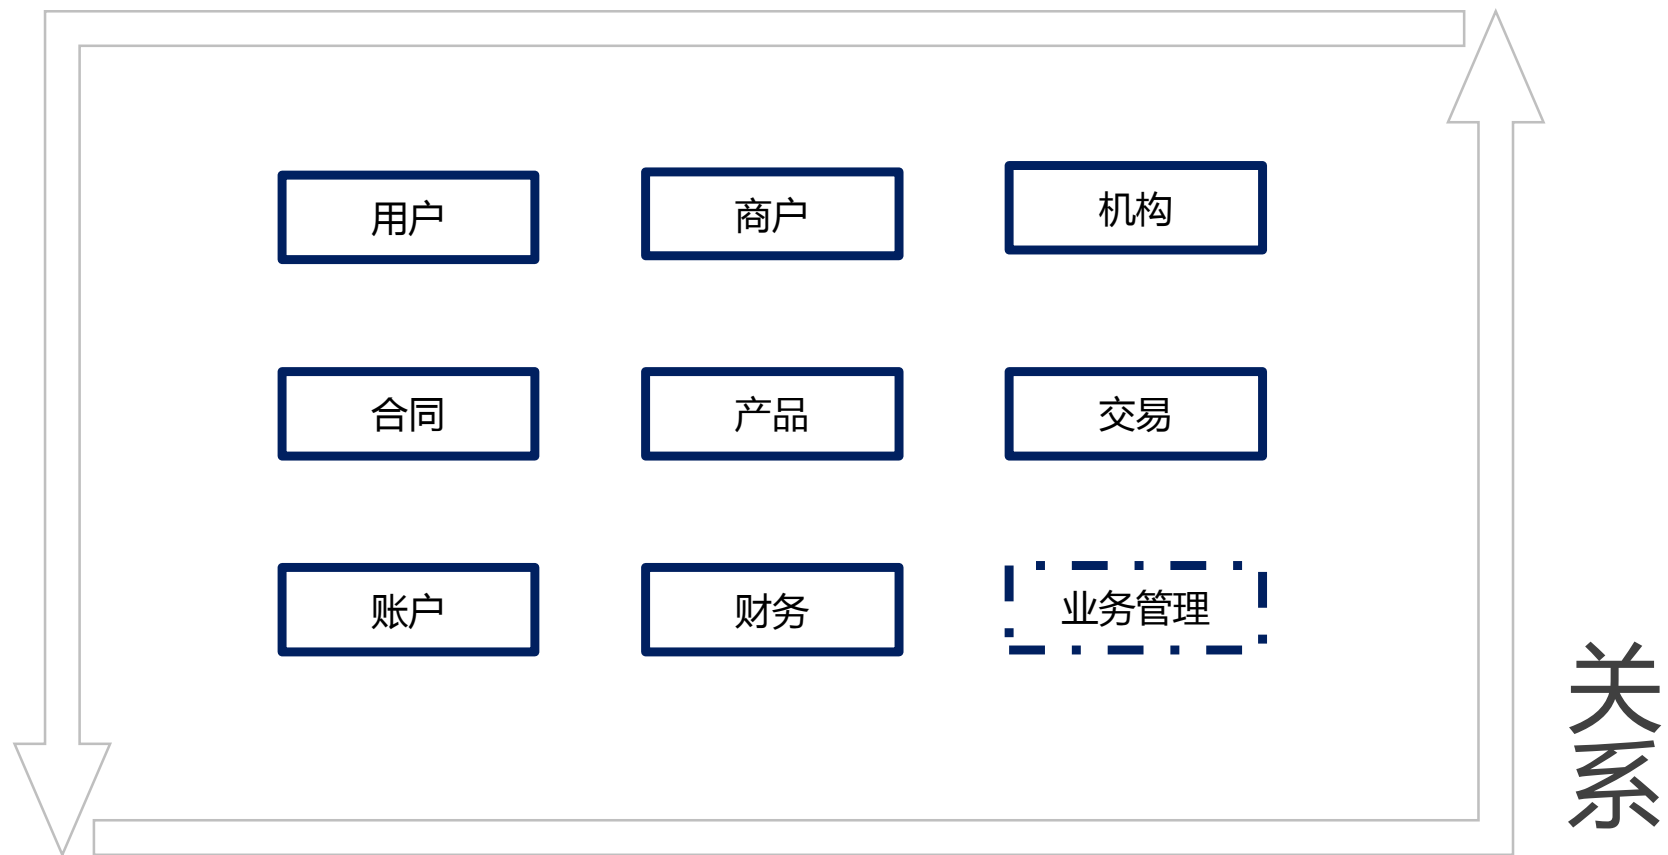 用户
商户
机构
合同
产品
交易
账户
财务
业务管理
关系